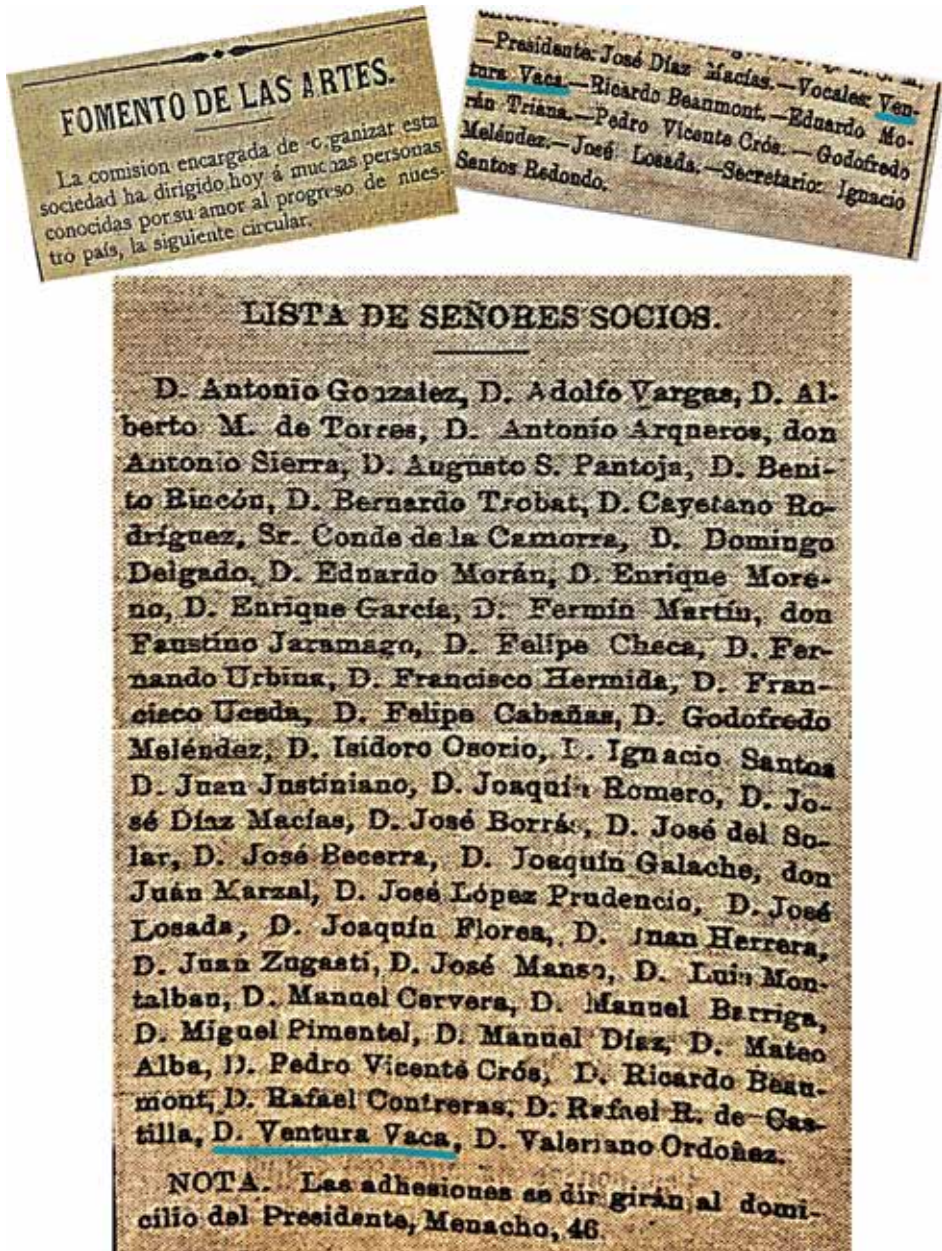 FOMENTO DE LAS ARTES.
La comision encargada de organizar esta
sociedad ha dirigido hoy á muchas personas
conocidas por su amor al progreso de nues-
tro país, la siguiente circular.
—Presidente: José Díaz Macías.—Vocales: Ven-
tura Vaca.—Ricardo Beaumont.—Eduardo Mo-
rán Triana.—Pedro Vicente Crós.—Godofredo
Meléndez.—José Losada.—Secretario: Ignacio
Santos Redondo.
LISTA DE SEÑORES SOCIOS.
D. Antonio Gonzalez, D. Adolfo Vargas, D. Al-
berto M. de Torres, D. Antonio Arqueros, don
Antonio Sierra, D. Augusto S. Pantoja, D. Beni-
to Rincón, D. Bernardo Trobat, D. Cayetano Ro-
dríguez, Sr. Conde de la Camorra, D. Domingo
Delgado, D. Eduardo Morán, D. Enrique More-
no, D. Enrique García, D. Fermín Martín, don
Faustino Jaramago, D. Felipe Checa, D. Fer-
nando Urbina, D. Francisco Hermida, D. Fran-
cisco Uceda, D. Felipe Cabañas, D. Godofredo
Meléndez, D. Isidoro Osorio, D. Ignacio Santos
D. Juan Justiniano, D. Joaquín Romero, D. Jo-
sé Díaz Macías, D. José Borrás, D. José del So-
lar, D. José Becerra, D. Joaquín Galache, don
Juán Marzal, D. José López Prudencio, D. José
Losada, D. Joaquín Flores, D. Juan Herrera,
D. Juan Zugasti, D. José Manso, D. Luis Mon-
talban, D. Manuel Cervera, D. Manuel Barriga,
D. Miguel Pimentel, D. Manuel Díaz, D. Mateo
Alba, D. Pedro Vicente Crós, D. Ricardo Beau-
mont, D. Rafael Contreras, D. Rafael R. de Cas-
tilla, D. Ventura Vaca, D. Valeriano Ordoñez.
NOTA. Las adhesiones se dirigirán al domi-
cilio del Presidente, Menacho, 46